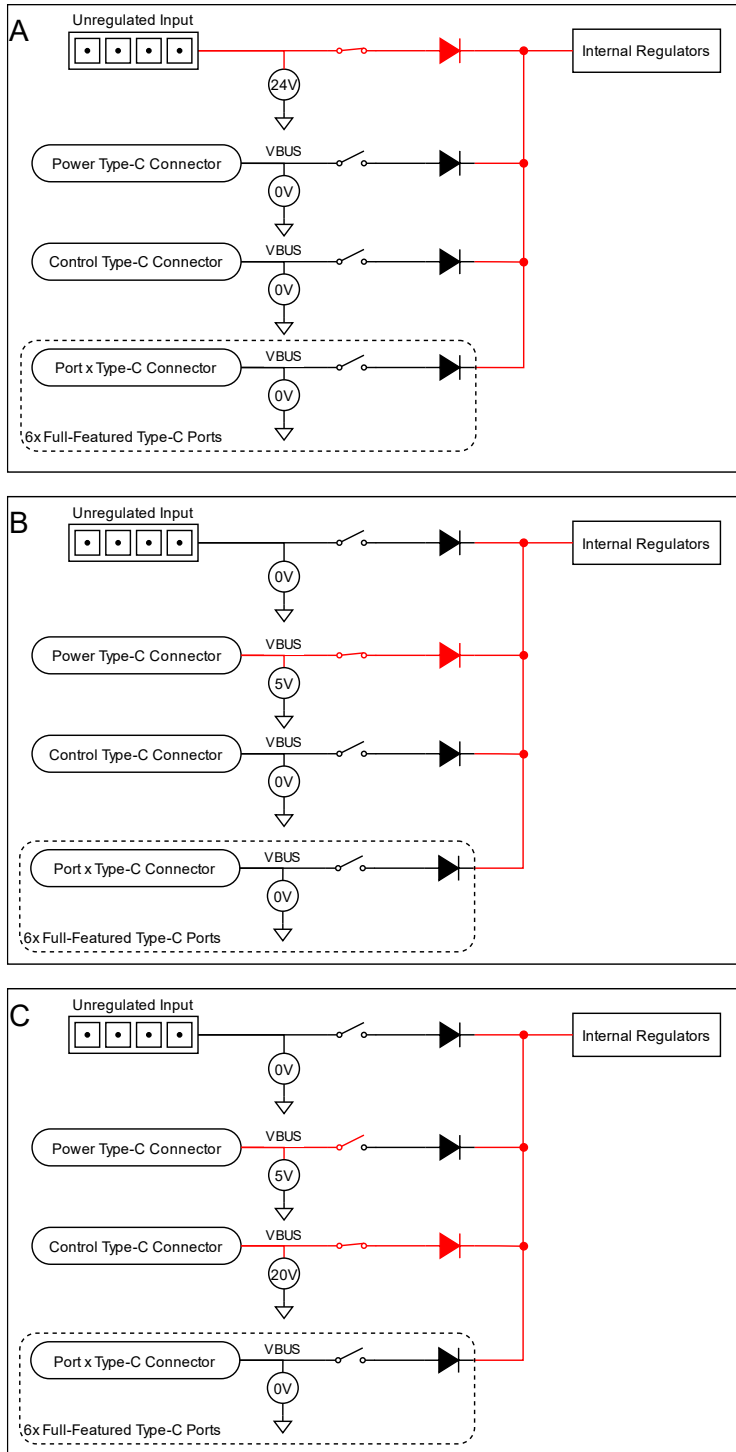 A
Unregulated Input
Internal Regulators
24V
VBUS
Power Type-C Connector
0V
VBUS
Control Type-C Connector
0V
VBUS
Port x Type-C Connector
0V
6x Full-Featured Type-C Ports
B
Unregulated Input
Internal Regulators
0V
VBUS
Power Type-C Connector
5V
VBUS
Control Type-C Connector
0V
VBUS
Port x Type-C Connector
0V
6x Full-Featured Type-C Ports
C
Unregulated Input
Internal Regulators
0V
VBUS
Power Type-C Connector
5V
VBUS
Control Type-C Connector
20V
VBUS
Port x Type-C Connector
0V
6x Full-Featured Type-C Ports